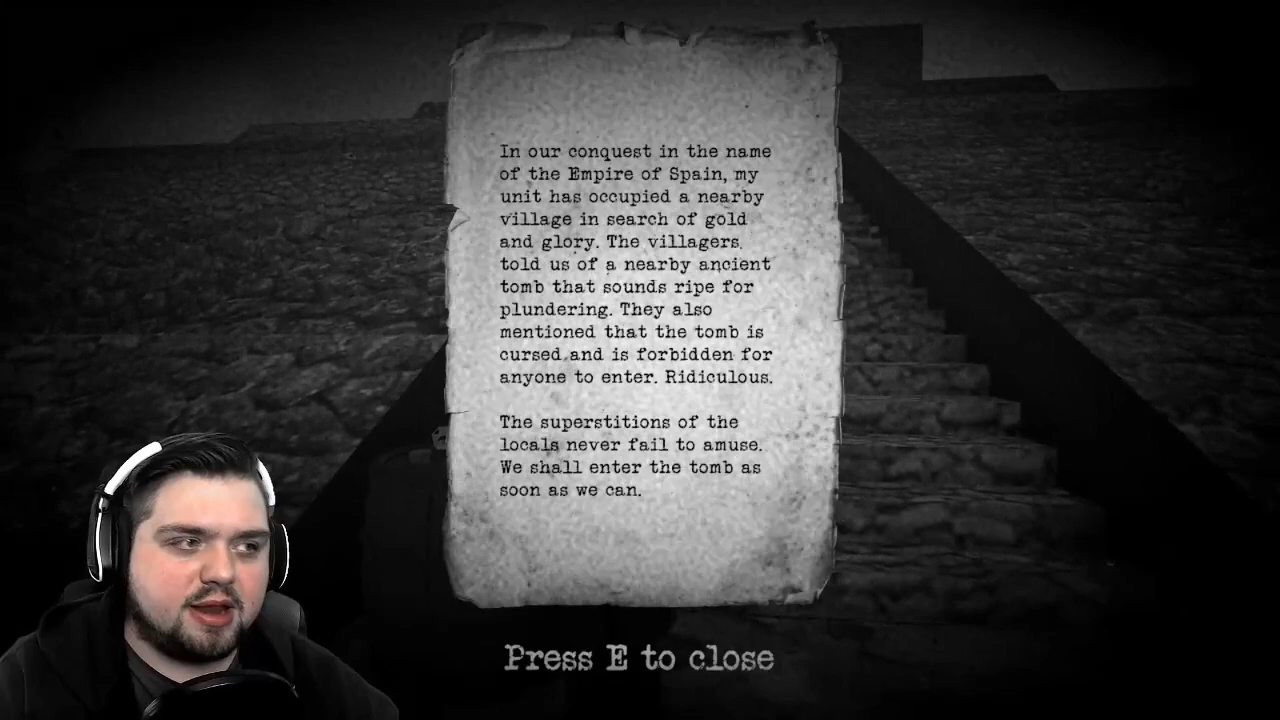 In our conquest in the name
of the Empire of Spain, my
unit has occupied a nearby
village in search of gold
and glory. The villagers
told us of a nearby ancient
tomb that sounds ripe for
plundering. They also
mentioned that the tomb is
cursed and is forbidden for
anyone to enter. Ridiculous.
The superstitions of the
locals never fail to amuse.
We shall enter the tomb as
soon as we can.
Press E to close